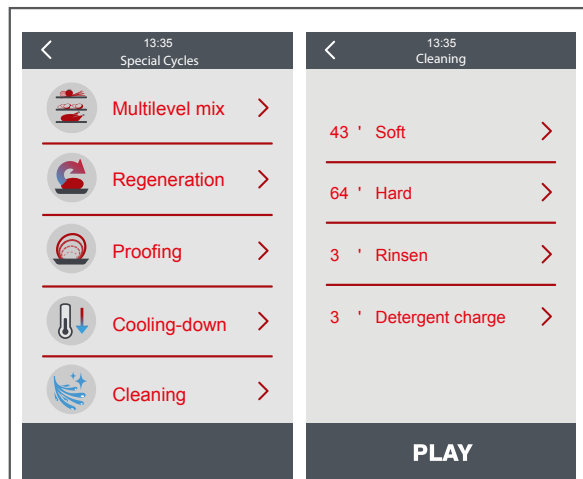 13:35
Special Cycles
Multilevel mix
Regeneration
Proofing
Cooling-down
Cleaning
13:35
Cleaning
43 ' Soft
64 ' Hard
3 ' Rinsen
3 ' Detergent charge
PLAY